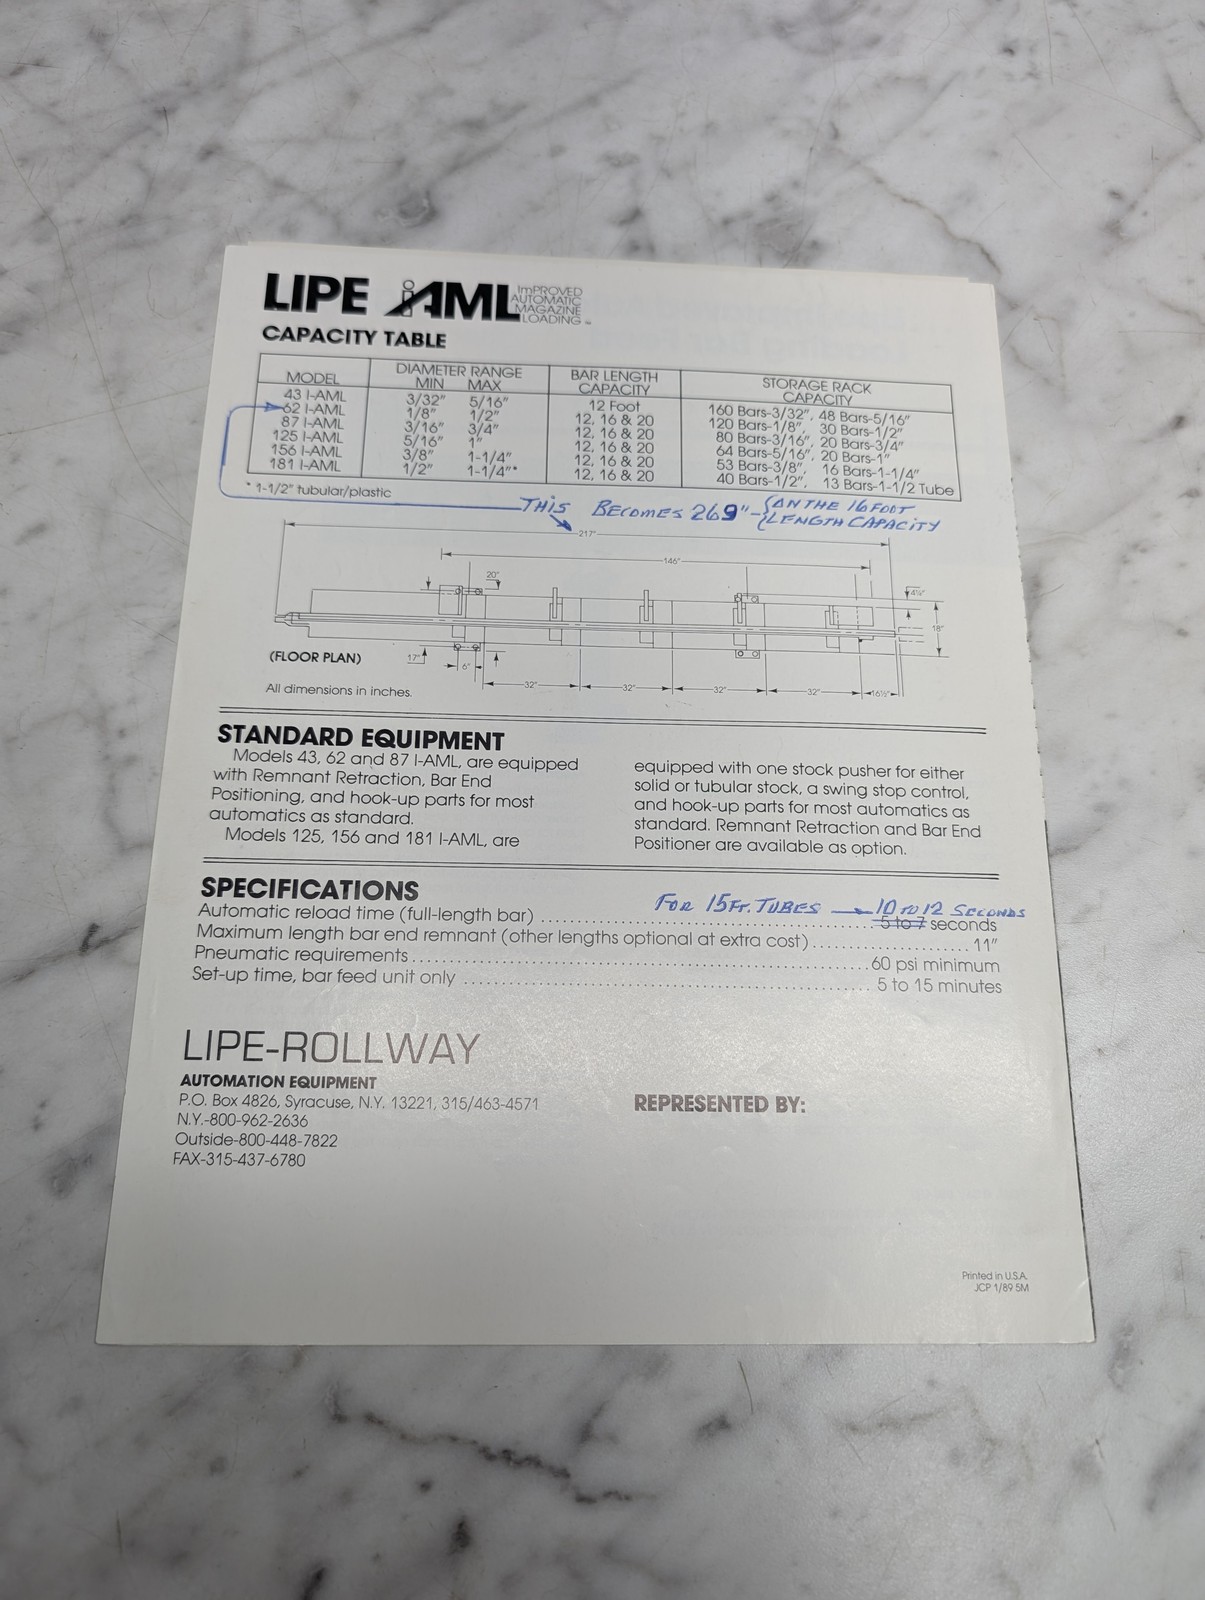 LIPE iAML ImPROVED
AUTOMATIC
MAGAZINE
LOADING™
CAPACITY TABLE
MODEL DIAMETER RANGE MIN MAX BAR LENGTH CAPACITY STORAGE RACK CAPACITY
43 I-AML 3/32" 5/16" 12 Foot 160 Bars-3/32", 48 Bars-5/16"
62 I-AML 1/8" 1/2" 12, 16 & 20 120 Bars-1/8", 30 Bars-1/2"
87 I-AML 3/16" 3/4" 12, 16 & 20 80 Bars-3/16", 20 Bars-3/4"
125 I-AML 5/16" 1" 12, 16 & 20 64 Bars-5/16", 20 Bars-1"
156 I-AML 3/8" 1-1/4" 12, 16 & 20 53 Bars-3/8", 16 Bars-1-1/4"
181 I-AML 1/2" 1-1/4"* 12, 16 & 20 40 Bars-1/2", 13 Bars-1-1/2 Tube
* 1-1/2" tubular/plastic
THIS BECOMES 269" - ON THE 16 FOOT
LENGTH CAPACITY
217"
146"
20"
4¼"
18"
(FLOOR PLAN)
17"
6"
All dimensions in inches.
32" 32" 32" 32" 16½"
STANDARD EQUIPMENT
Models 43, 62 and 87 I-AML, are equipped
with Remnant Retraction, Bar End
Positioning, and hook-up parts for most
automatics as standard.
Models 125, 156 and 181 I-AML, are
equipped with one stock pusher for either
solid or tubular stock, a swing stop control,
and hook-up parts for most automatics as
standard. Remnant Retraction and Bar End
Positioner are available as option.
SPECIFICATIONS
FOR 15 FT. TUBES → 10 TO 12 SECONDS
Automatic reload time (full-length bar) ........ 5 to 7 seconds
Maximum length bar end remnant (other lengths optional at extra cost) ........ 11"
Pneumatic requirements ........ 60 psi minimum
Set-up time, bar feed unit only ........ 5 to 15 minutes
LIPE-ROLLWAY
AUTOMATION EQUIPMENT
P.O. Box 4826, Syracuse, N.Y. 13221, 315/463-4571
N.Y.-800-962-2636
Outside-800-448-7822
FAX-315-437-6780
REPRESENTED BY:
Printed in U.S.A.
JCP 1/89 5M